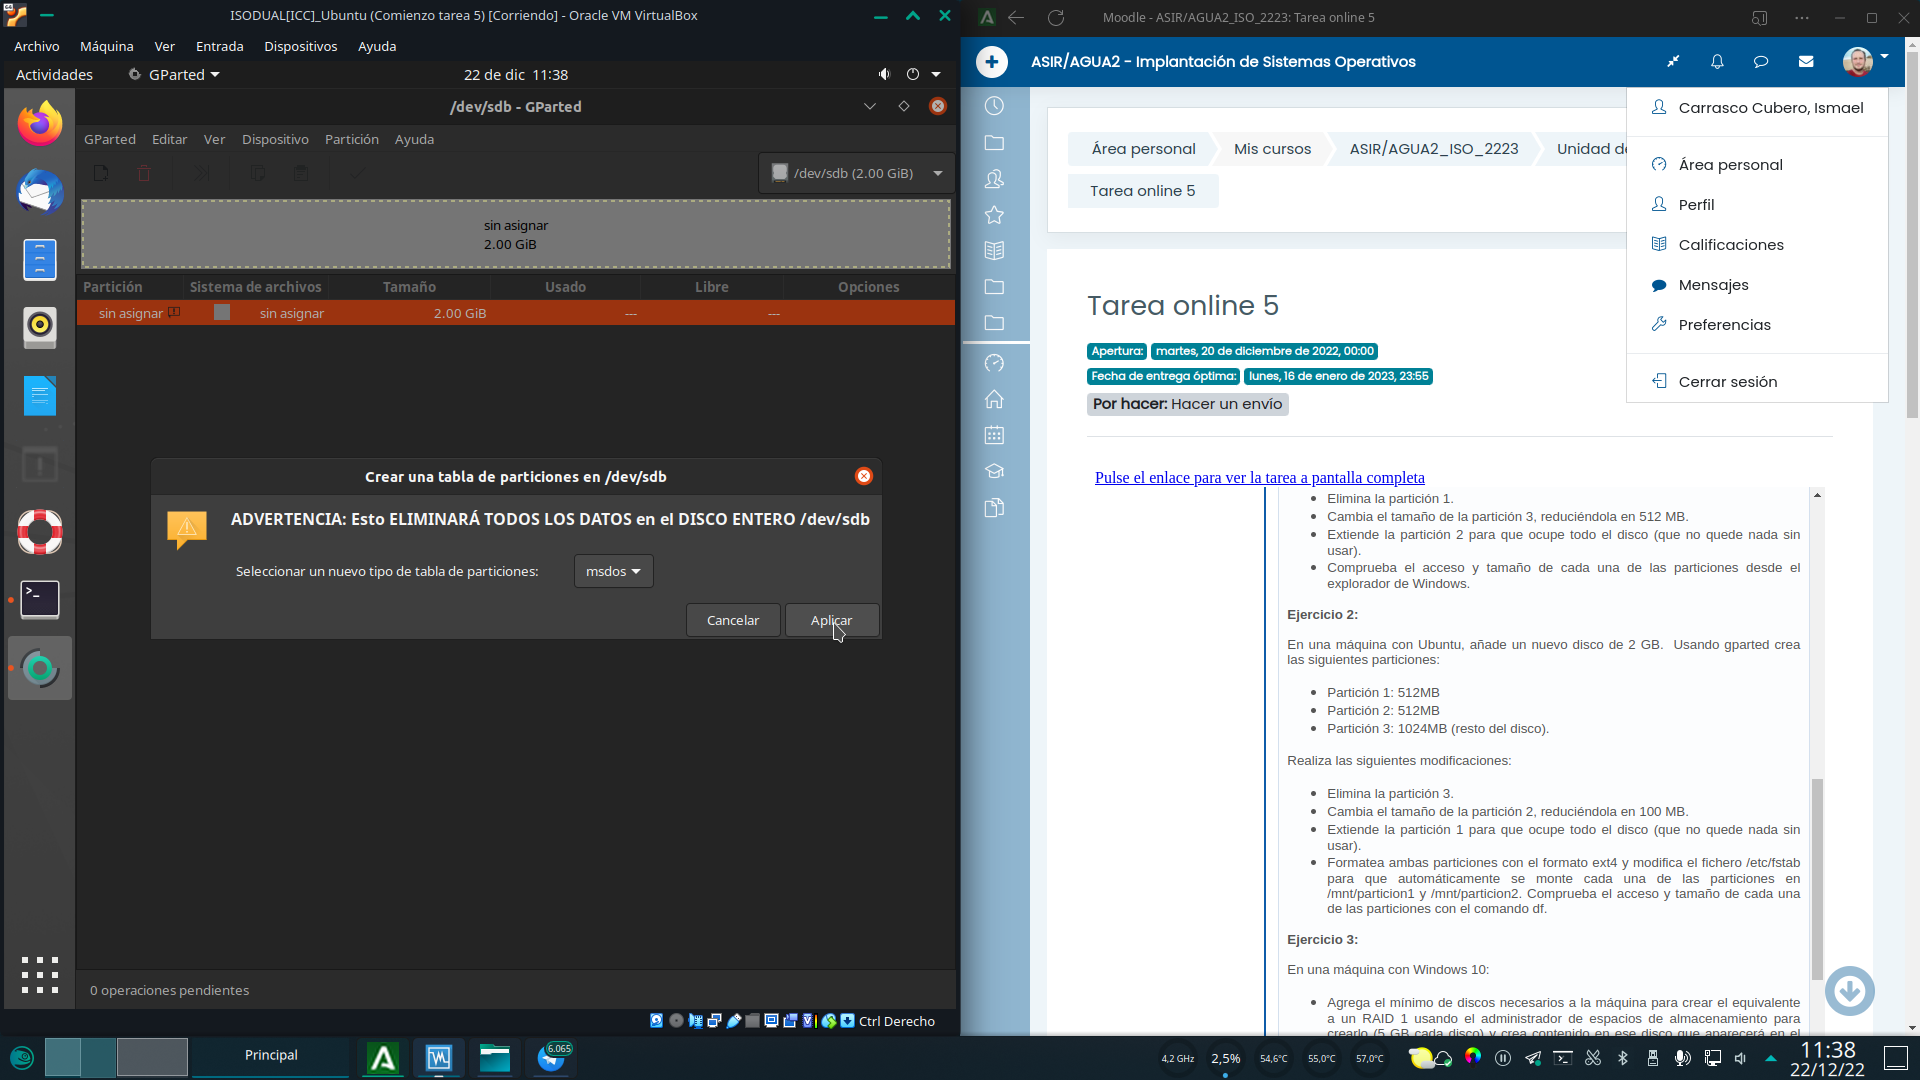 ISODUAL[ICC]_Ubuntu (Comienzo tarea 5) [Corriendo] - Oracle VM VirtualBox
Archivo Máquina Ver Entrada Dispositivos Ayuda
Actividades GParted 22 de dic 11:38
/dev/sdb - GParted
GParted Editar Ver Dispositivo Partición Ayuda
/dev/sdb (2.00 GiB)
sin asignar
2.00 GiB
Partición Sistema de archivos Tamaño Usado Libre Opciones
sin asignar sin asignar 2.00 GiB --- ---
Crear una tabla de particiones en /dev/sdb
ADVERTENCIA: Esto ELIMINARÁ TODOS LOS DATOS en el DISCO ENTERO /dev/sdb
Seleccionar un nuevo tipo de tabla de particiones: msdos
Cancelar Aplicar
0 operaciones pendientes
Ctrl Derecho
Moodle - ASIR/AGUA2_ISO_2223: Tarea online 5
ASIR/AGUA2 - Implantación de Sistemas Operativos
Área personal Mis cursos ASIR/AGUA2_ISO_2223 Unidad de
Tarea online 5
Carrasco Cubero, Ismael
Área personal
Perfil
Calificaciones
Mensajes
Preferencias
Cerrar sesión
Tarea online 5
Apertura: martes, 20 de diciembre de 2022, 00:00
Fecha de entrega óptima: lunes, 16 de enero de 2023, 23:55
Por hacer: Hacer un envío
Pulse el enlace para ver la tarea a pantalla completa
Elimina la partición 1.
Cambia el tamaño de la partición 3, reduciéndola en 512 MB.
Extiende la partición 2 para que ocupe todo el disco (que no quede nada sin
usar).
Comprueba el acceso y tamaño de cada una de las particiones desde el
explorador de Windows.
Ejercicio 2:
En una máquina con Ubuntu, añade un nuevo disco de 2 GB. Usando gparted crea
las siguientes particiones:
Partición 1: 512MB
Partición 2: 512MB
Partición 3: 1024MB (resto del disco).
Realiza las siguientes modificaciones:
Elimina la partición 3.
Cambia el tamaño de la partición 2, reduciéndola en 100 MB.
Extiende la partición 1 para que ocupe todo el disco (que no quede nada sin
usar).
Formatea ambas particiones con el formato ext4 y modifica el fichero /etc/fstab
para que automáticamente se monte cada una de las particiones en
/mnt/particion1 y /mnt/particion2. Comprueba el acceso y tamaño de cada una
de las particiones con el comando df.
Ejercicio 3:
En una máquina con Windows 10:
Agrega el mínimo de discos necesarios a la máquina para crear el equivalente
a un RAID 1 usando el administrador de espacios de almacenamiento para
crearlo (5 GB cada disco) y crea contenido en ese disco que aparecerá en el
Principal
6.065
4,2 GHz 2,5% 54,6°C 55,0°C 57,0°C
11:38
22/12/22